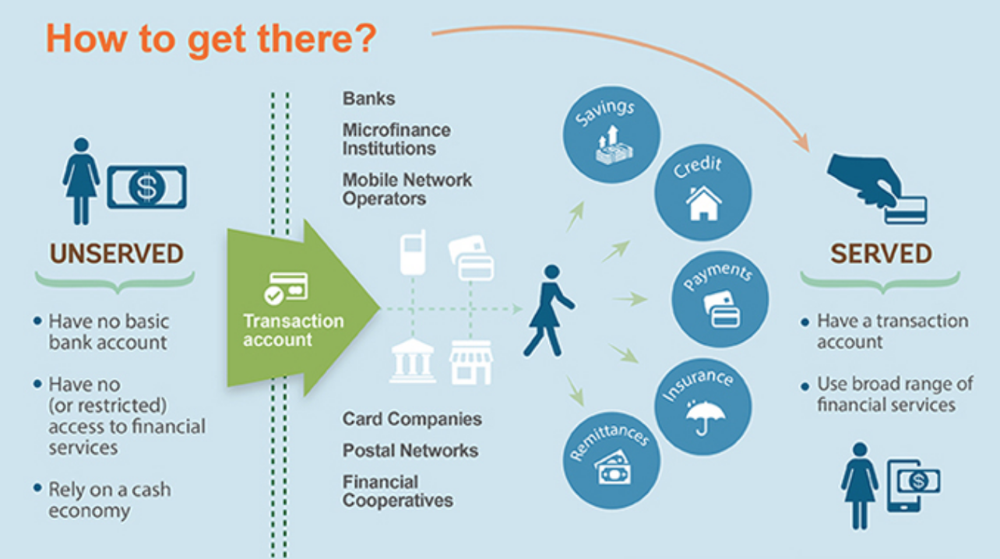 How to get there?
UNSERVED
• Have no basic
bank account
• Have no
(or restricted)
access to financial
services
• Rely on a cash
economy
Transaction
account
Banks
Microfinance
Institutions
Mobile Network
Operators
Card Companies
Postal Networks
Financial
Cooperatives
Savings
Credit
Payments
Insurance
Remittances
SERVED
• Have a transaction
account
• Use broad range of
financial services